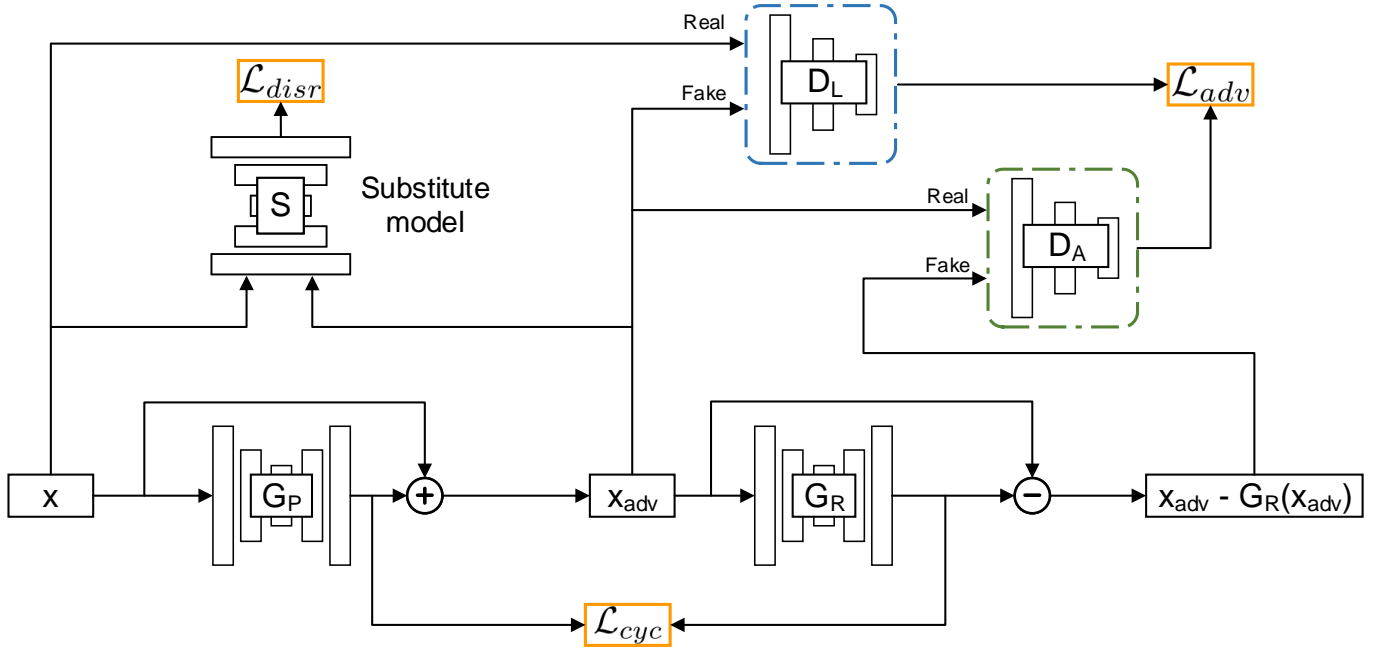 Real
Fake
D_L
ℒ_disr
ℒ_adv
S
Substitute
model
Real
Fake
D_A
x
G_P
+
x_adv
G_R
−
x_adv - G_R(x_adv)
ℒ_cyc